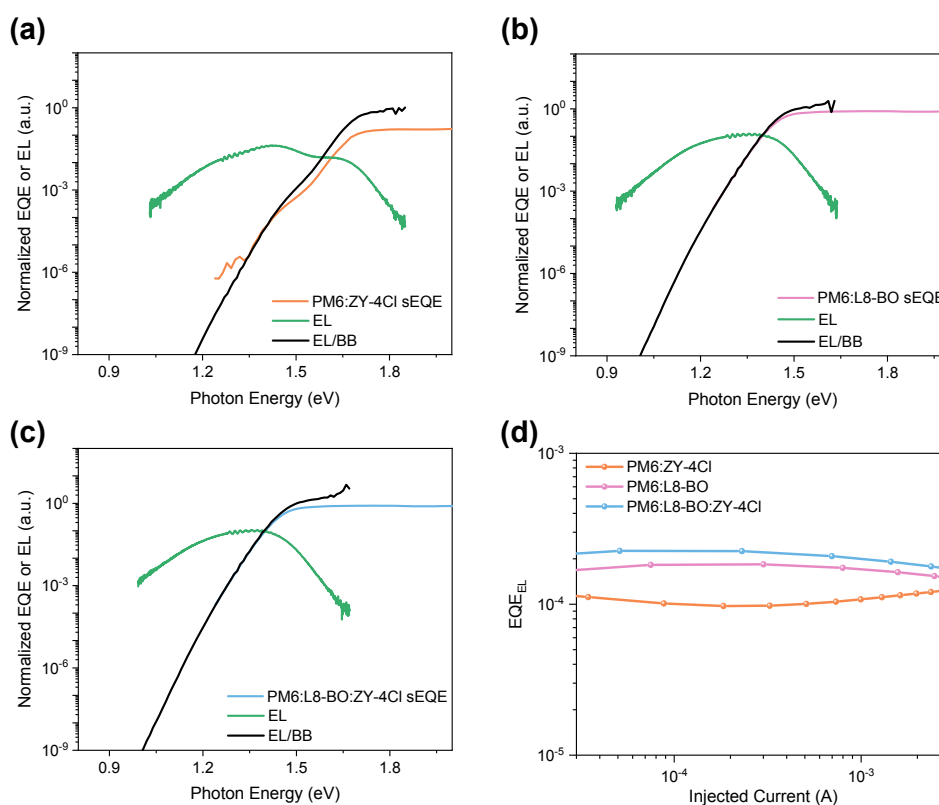 (a)
Normalized EQE or EL (a.u.)
10^0
10^-3
10^-6
10^-9
PM6:ZY-4Cl sEQE
EL
EL/BB
0.9 1.2 1.5 1.8
Photon Energy (eV)
(b)
Normalized EQE or EL (a.u.)
10^0
10^-3
10^-6
10^-9
PM6:L8-BO sEQE
EL
EL/BB
0.9 1.2 1.5 1.8
Photon Energy (eV)
(c)
Normalized EQE or EL (a.u.)
10^0
10^-3
10^-6
10^-9
PM6:L8-BO:ZY-4Cl sEQE
EL
EL/BB
0.9 1.2 1.5 1.8
Photon Energy (eV)
(d)
EQE_EL
10^-3
10^-4
10^-5
PM6:ZY-4Cl
PM6:L8-BO
PM6:L8-BO:ZY-4Cl
10^-4 10^-3
Injected Current (A)